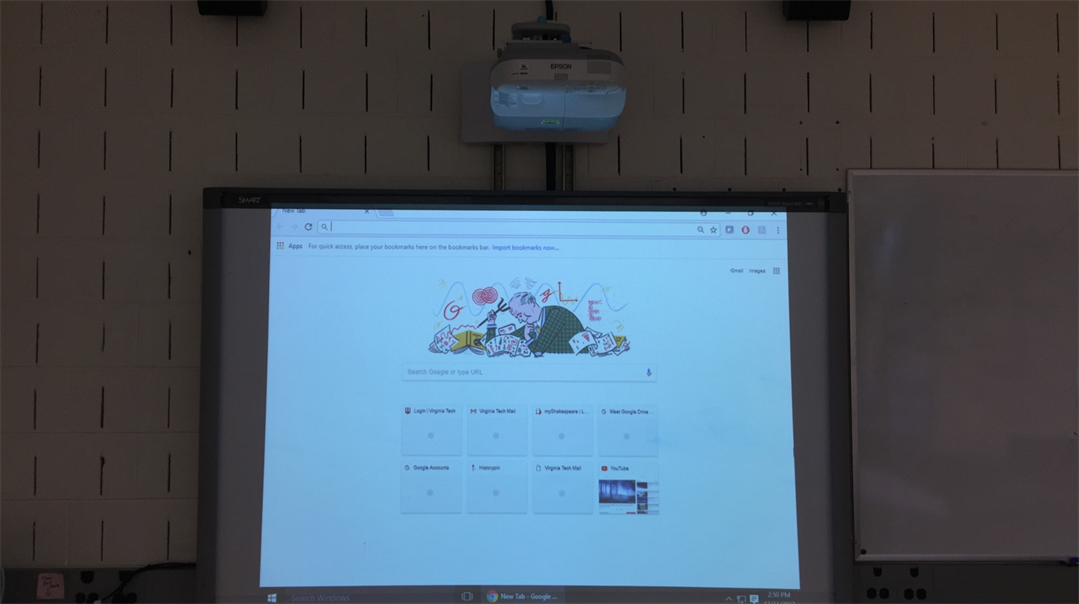 EPSON
SMART
New Tab
Apps For quick access, place your bookmarks here on the bookmarks bar. Import bookmarks now...
Gmail Images
Search Google or type URL
Login | Virginia Tech
Virginia Tech Mail
myShakespeare | L...
Meet Google Drive ...
Google Accounts
Histrypin
Virginia Tech Mail
YouTube
Search Windows
New Tab - Google ...
2:50 PM